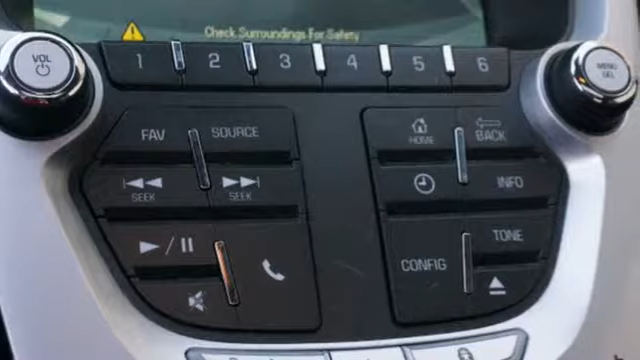 Check Surroundings For Safety
1 2 3 4 5 6
VOL
MENU
SEL
FAV SOURCE
HOME
BACK
SEEK SEEK
INFO
TONE
CONFIG